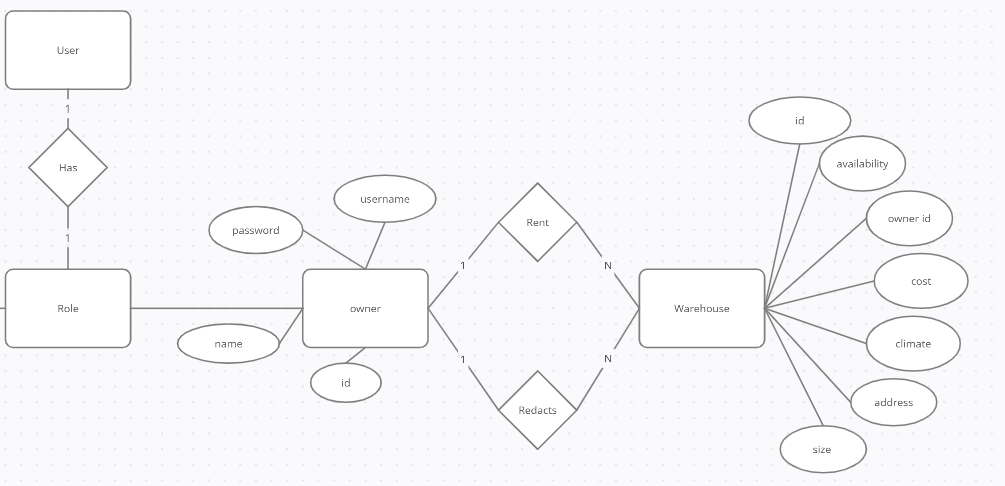 User
1
Has
1
Role
password
username
owner
name
id
1
Rent
N
1
Redacts
N
Warehouse
id
availability
owner id
cost
climate
address
size